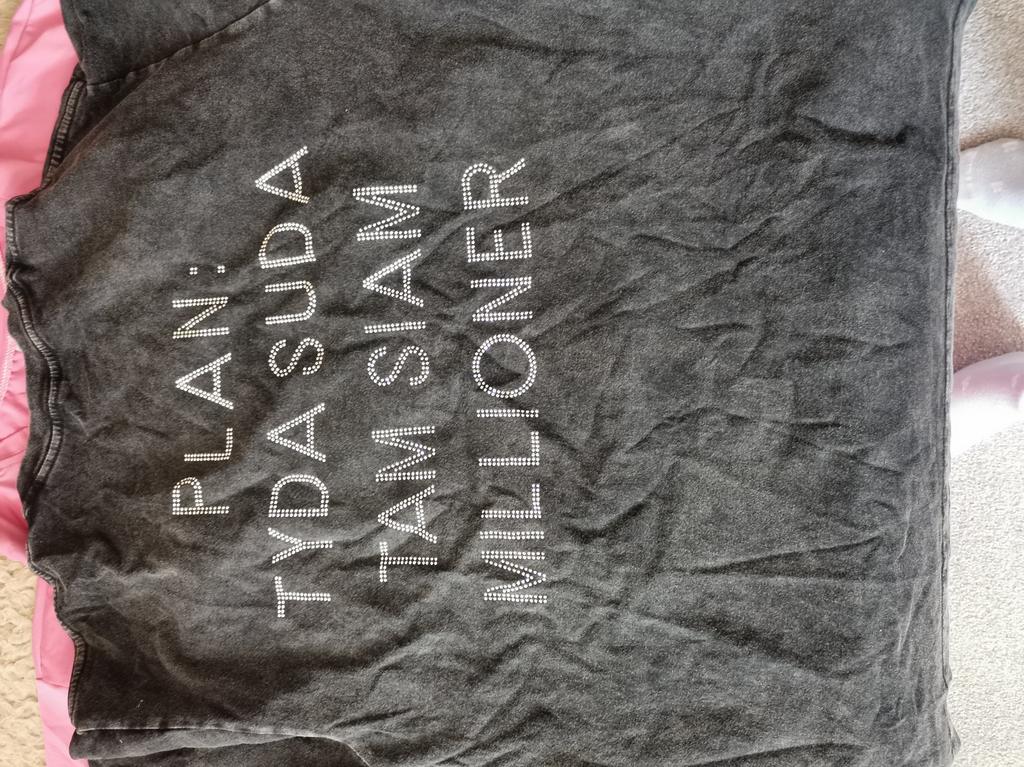 PLAN:
TYDA SUDA
TAM SIAM
MILLIONER